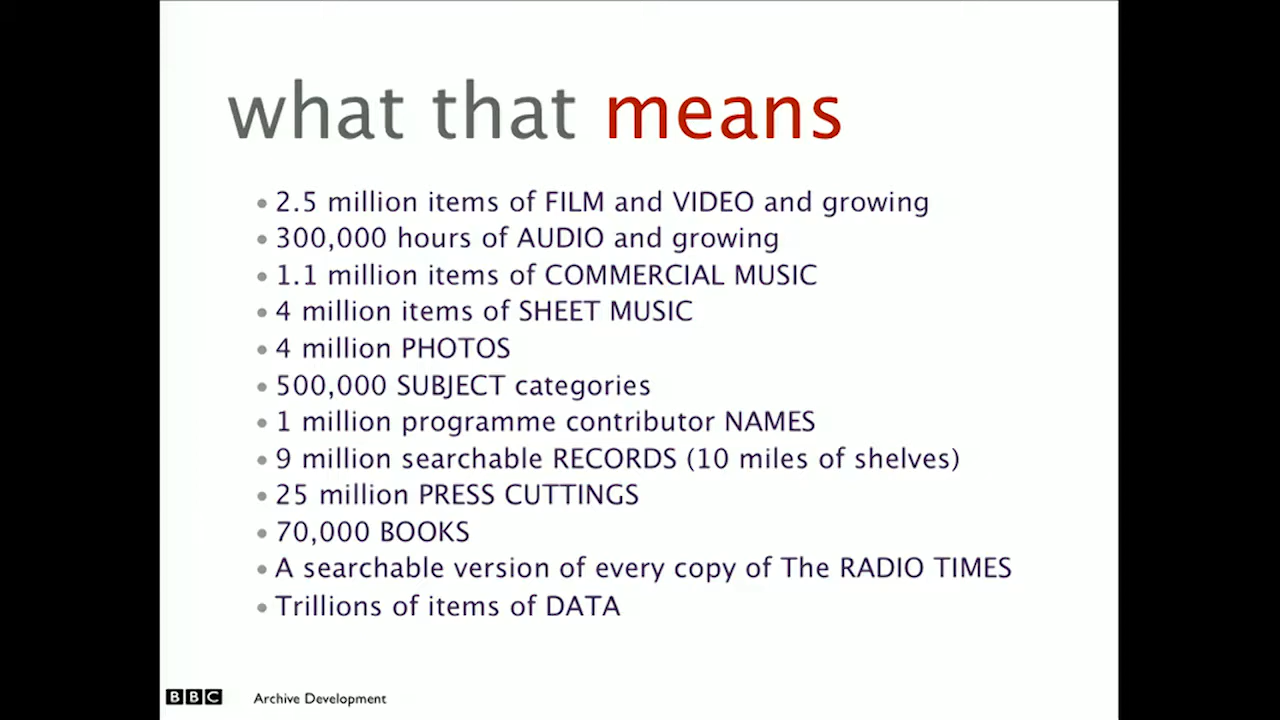 what that means
• 2.5 million items of FILM and VIDEO and growing
• 300,000 hours of AUDIO and growing
• 1.1 million items of COMMERCIAL MUSIC
• 4 million items of SHEET MUSIC
• 4 million PHOTOS
• 500,000 SUBJECT categories
• 1 million programme contributor NAMES
• 9 million searchable RECORDS (10 miles of shelves)
• 25 million PRESS CUTTINGS
• 70,000 BOOKS
• A searchable version of every copy of The RADIO TIMES
• Trillions of items of DATA
BBC Archive Development